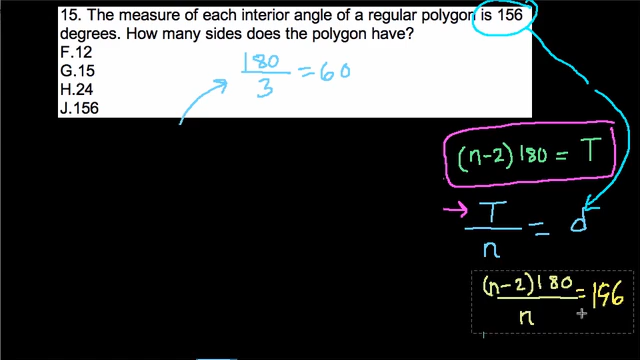 15. The measure of each interior angle of a regular polygon is 156
degrees. How many sides does the polygon have?
F.12
G.15
H.24
J.156
180
3
= 60
(n-2) 180 = T
T
n
= d
(n-2) 180
n
= 156